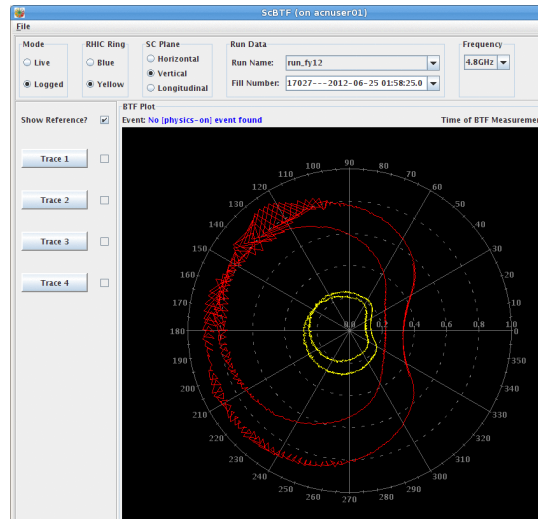 ScBTF (on acnuser01)
File
Mode
Live
Logged
RHIC Ring
Blue
Yellow
SC Plane
Horizontal
Vertical
Longitudinal
Run Data
Run Name: run_fy12
Fill Number: 17027---2012-06-25 01:58:25.0
Frequency
4.8GHz
Show Reference?
Trace 1
Trace 2
Trace 3
Trace 4
BTF Plot
Event: No [physics-on] event found
Time of BTF Measuremen
90
100 80
110 70
120 60
130 50
140 40
150 30
160 20
170 10
180 0.0 0.2 0.4 0.6 0.8 1.0 0
190 350
200 340
210 330
220 320
230 310
240 300
250 290
260 280
270